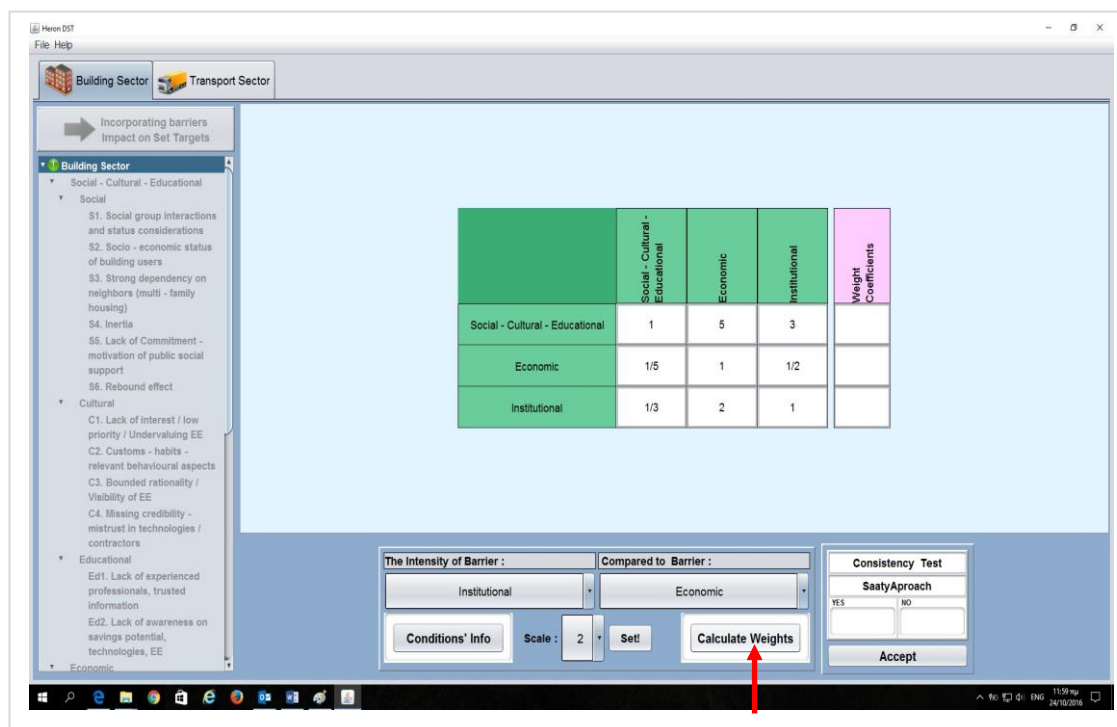 Heron DST
File Help
Building Sector
Transport Sector
Incorporating barriers
Impact on Set Targets
Building Sector
Social - Cultural - Educational
Social
S1. Social group interactions
and status considerations
S2. Socio - economic status
of building users
S3. Strong dependency on
neighbors (multi - family
housing)
S4. Inertia
S5. Lack of Commitment -
motivation of public social
support
S6. Rebound effect
Cultural
C1. Lack of interest / low
priority / Undervaluing EE
C2. Customs - habits -
relevant behavioural aspects
C3. Bounded rationality /
Visibility of EE
C4. Missing credibility -
mistrust in technologies /
contractors
Educational
Ed1. Lack of experienced
professionals, trusted
information
Ed2. Lack of awareness on
savings potential,
technologies, EE
Economic
Social - Cultural -
Educational
Economic
Institutional
Weight
Coefficients
Social - Cultural - Educational 1 5 3
Economic 1/5 1 1/2
Institutional 1/3 2 1
The Intensity of Barrier : Compared to Barrier :
Institutional Economic
Conditions' Info Scale : 2 Set! Calculate Weights
Consistency Test
SaatyAproach
YES NO
Accept
ENG
11:59 πμ
24/10/2016